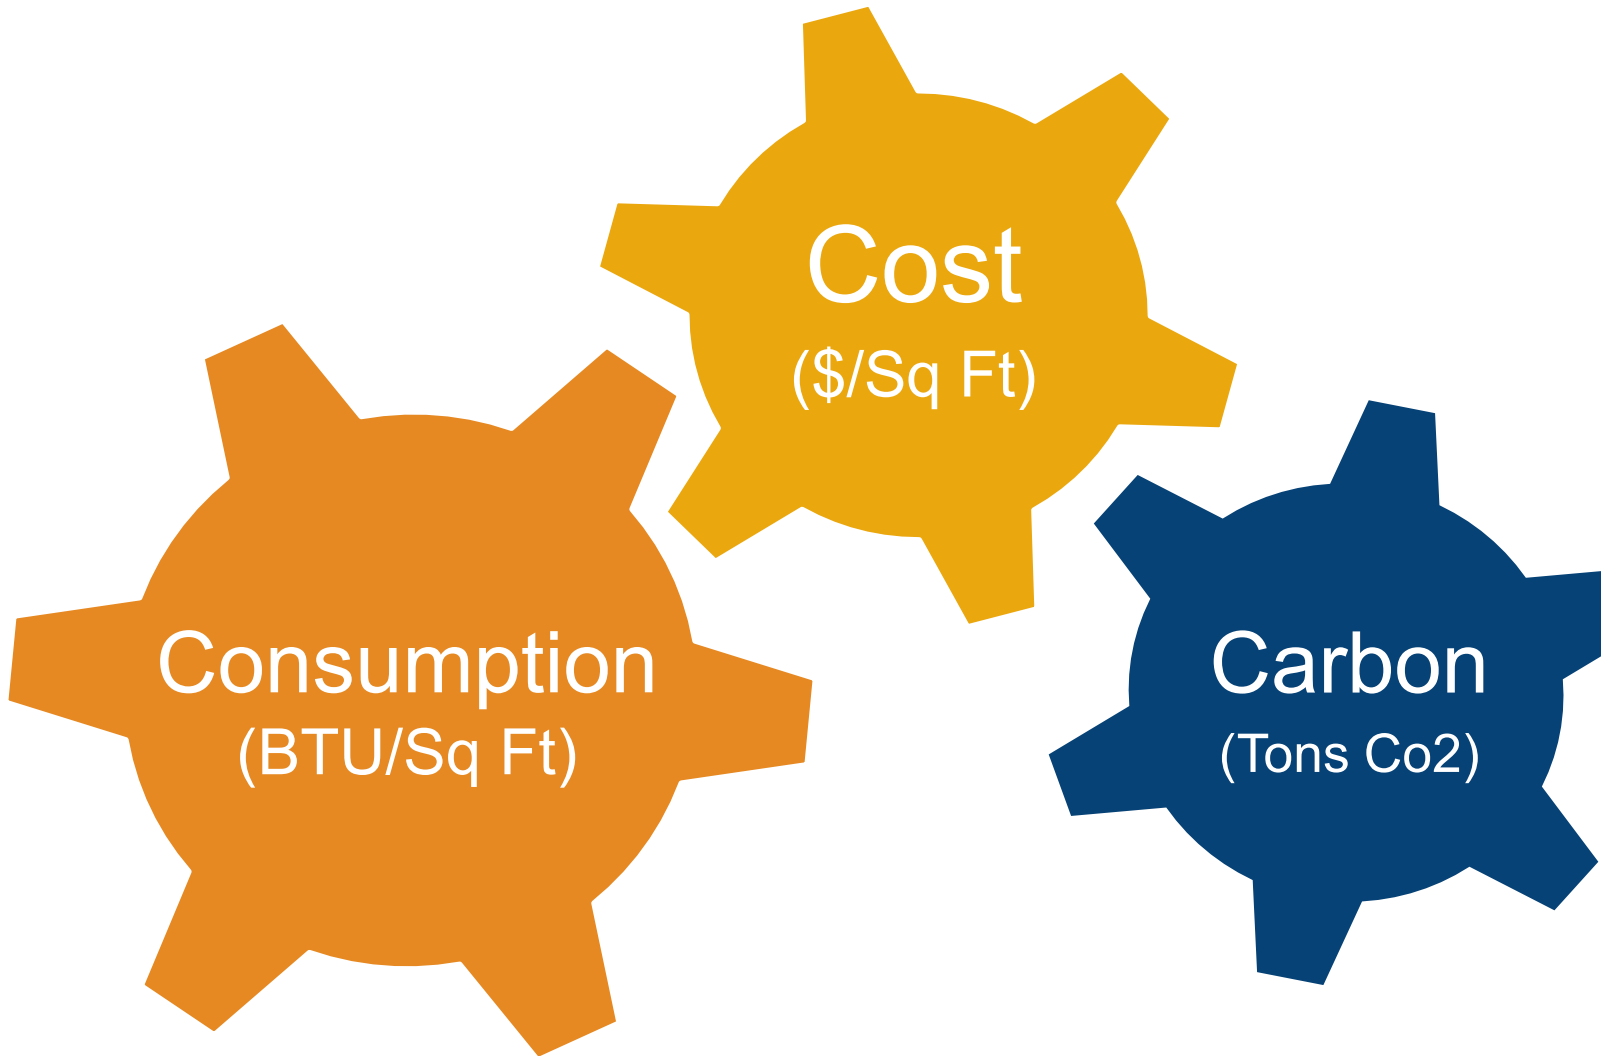 Cost
($/Sq Ft)
Consumption
(BTU/Sq Ft)
Carbon
(Tons Co2)